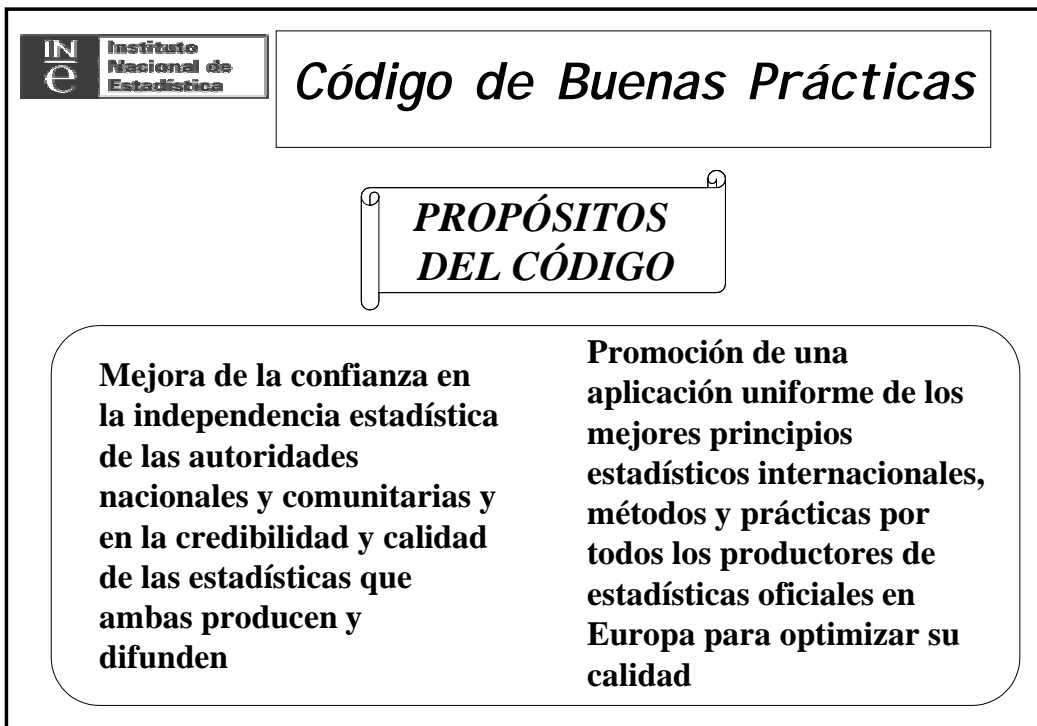 INe
Instituto
Nacional de
Estadística
Código de Buenas Prácticas
PROPÓSITOS
DEL CÓDIGO
Mejora de la confianza en
la independencia estadística
de las autoridades
nacionales y comunitarias y
en la credibilidad y calidad
de las estadísticas que
ambas producen y
difunden
Promoción de una
aplicación uniforme de los
mejores principios
estadísticos internacionales,
métodos y prácticas por
todos los productores de
estadísticas oficiales en
Europa para optimizar su
calidad